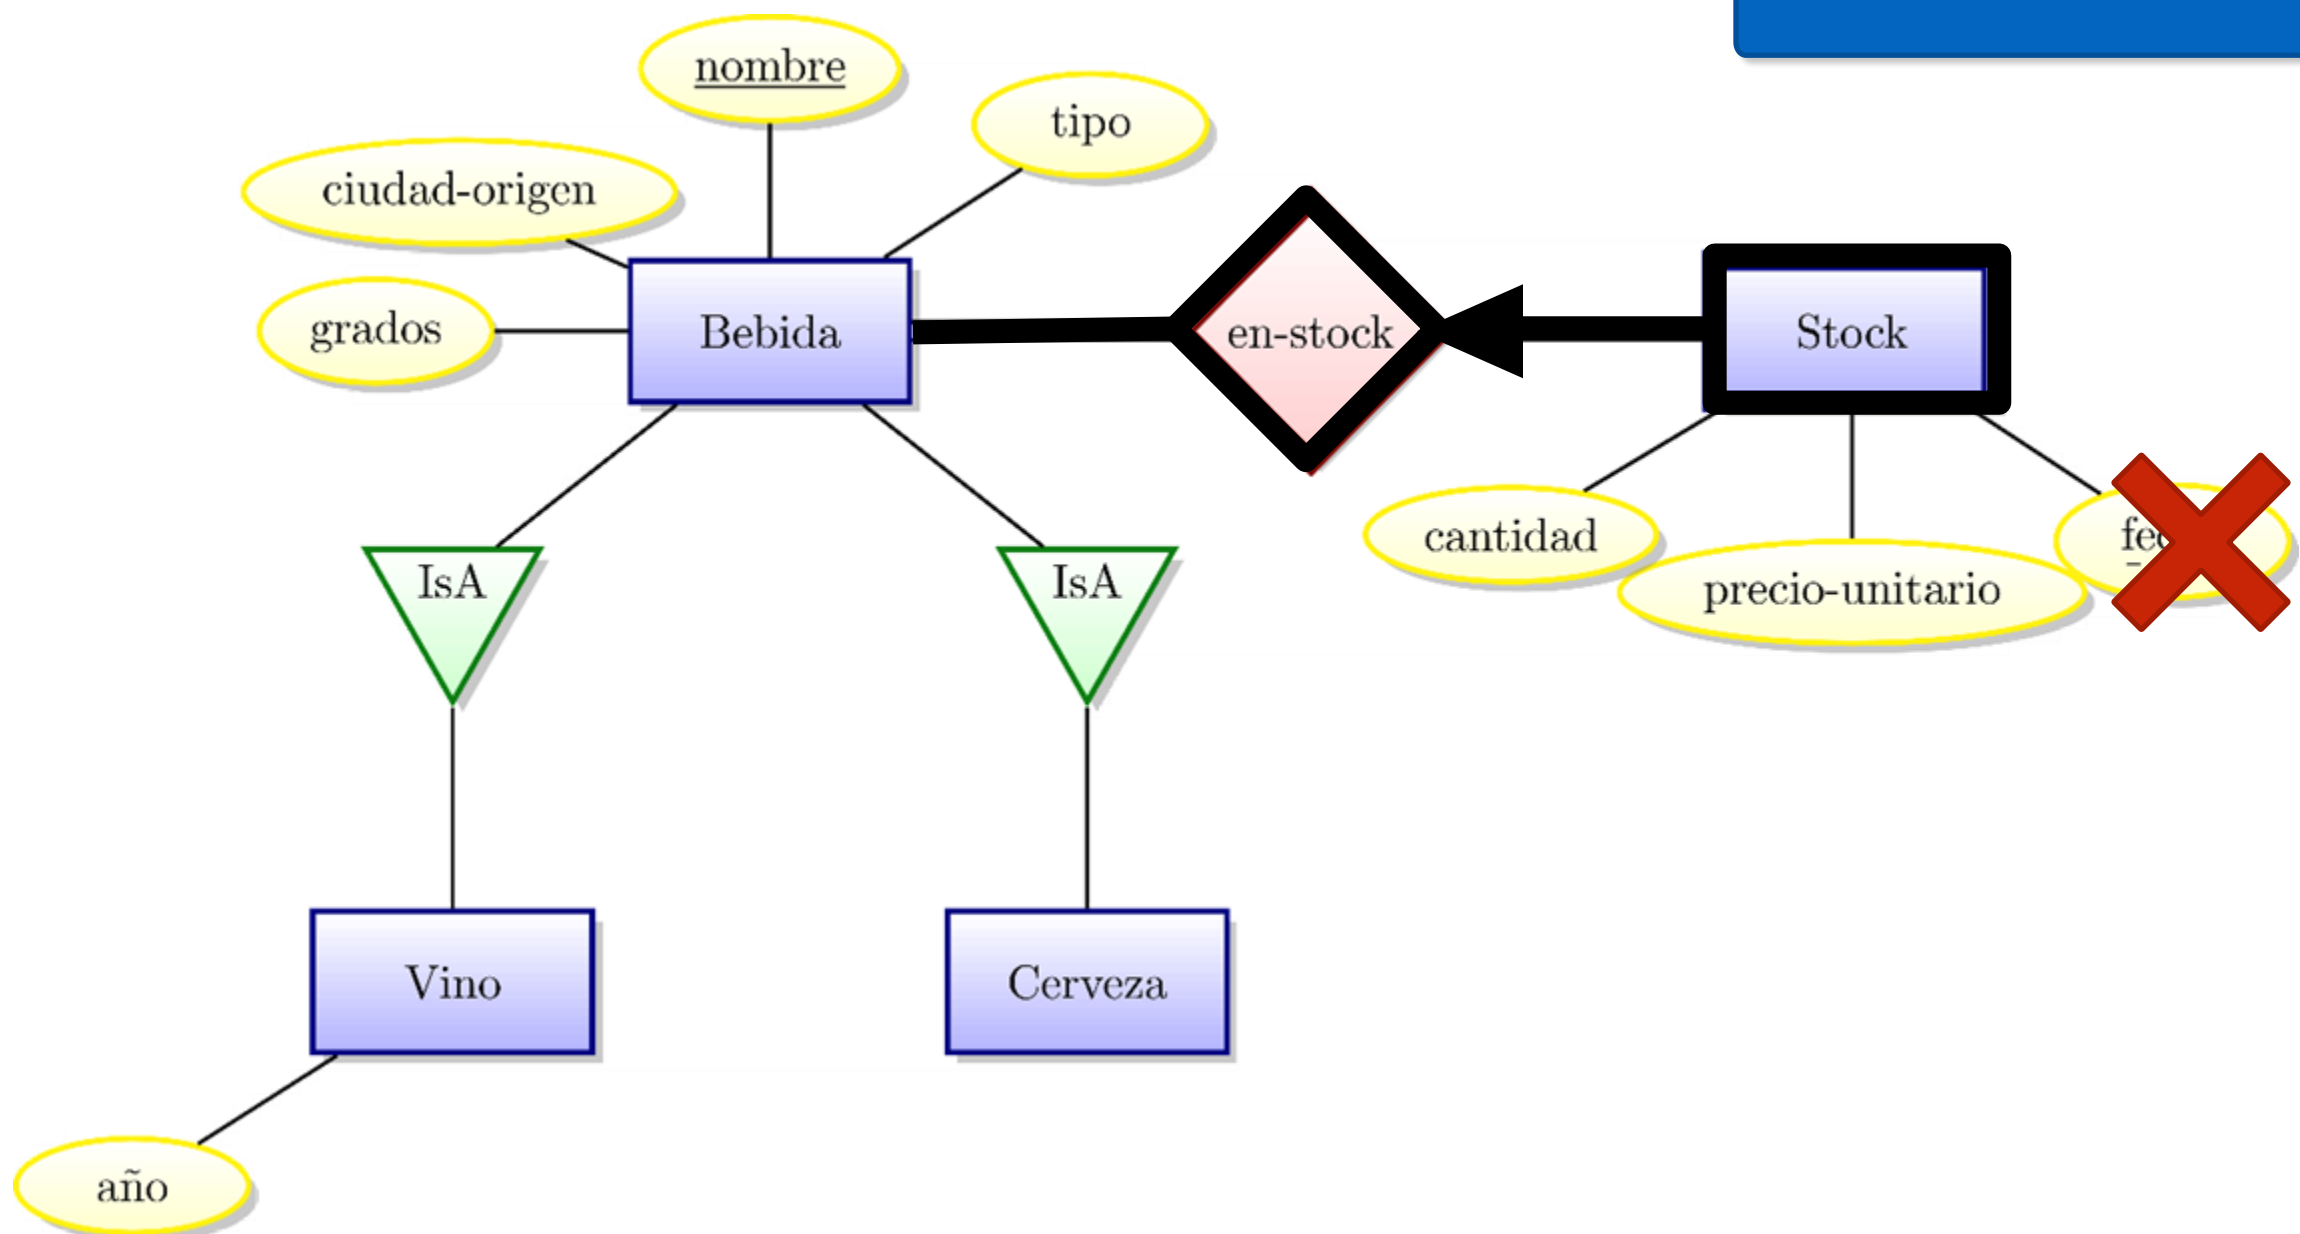 nombre
tipo
ciudad-origen
grados
Bebida
en-stock
Stock
cantidad
precio-unitario
IsA
IsA
Vino
Cerveza
año